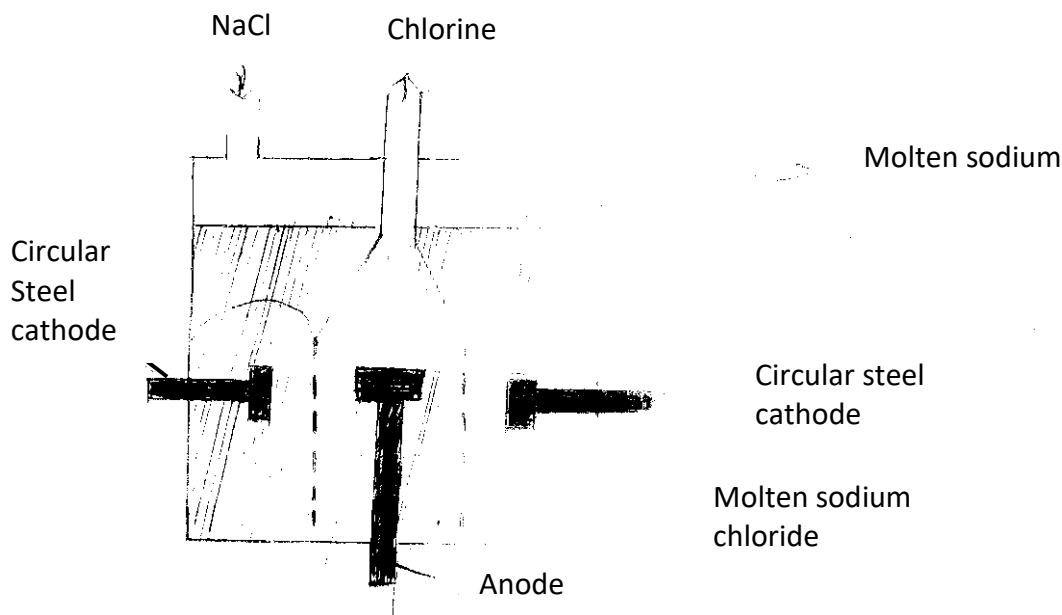 NaCl
Chlorine
Molten sodium
Circular
Steel
cathode
Circular steel
cathode
Molten sodium
chloride
Anode